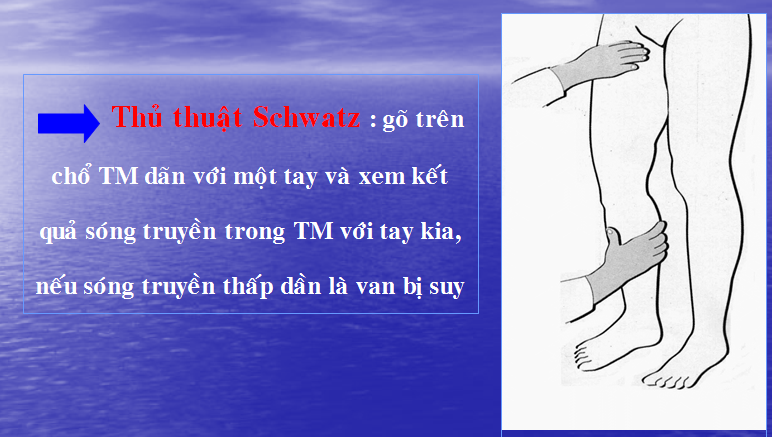 Thủ thuật Schwatz : gõ trên
chổ TM dãn với một tay và xem kết
quả sóng truyền trong TM với tay kia,
nếu sóng truyền thấp dần là van bị suy